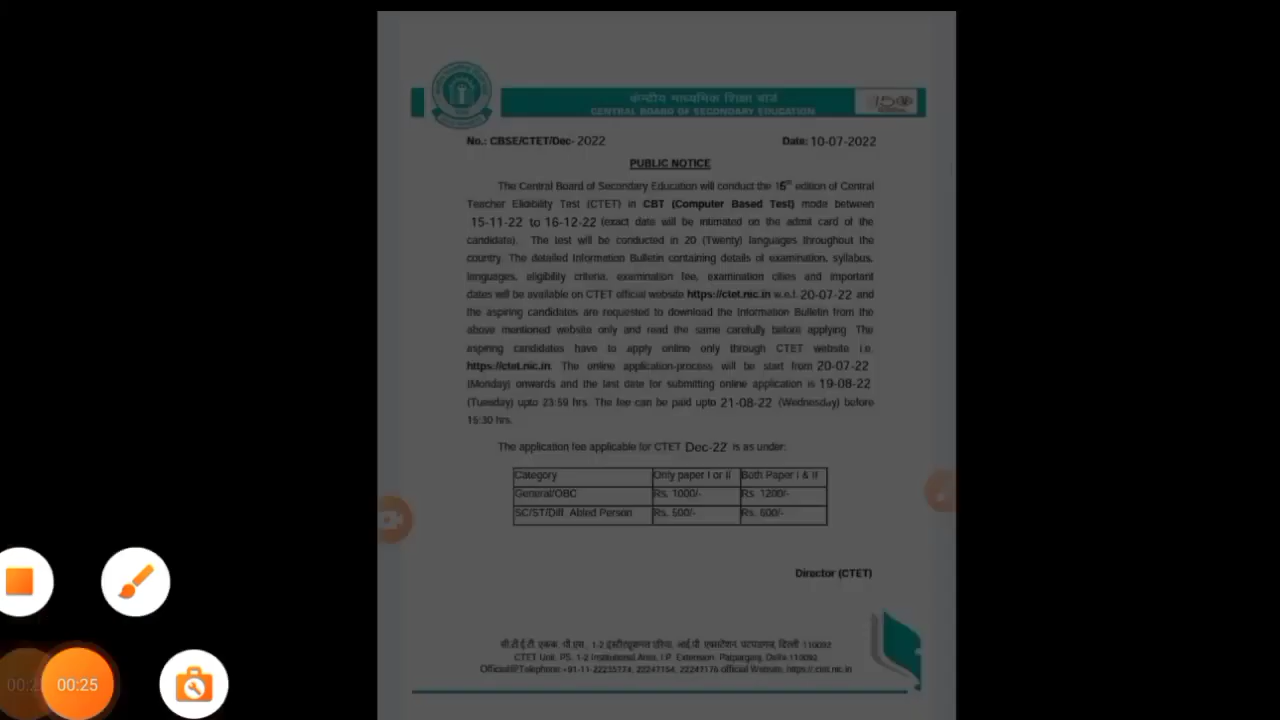 केन्द्रीय माध्यमिक शिक्षा बोर्ड
CENTRAL BOARD OF SECONDARY EDUCATION
No.: CBSE/CTET/Dec-2022 Date: 10-07-2022
PUBLIC NOTICE
The Central Board of Secondary Education will conduct the 16th edition of Central
Teacher Eligibility Test (CTET) in CBT (Computer Based Test) mode between
15-11-22 to 16-12-22 (exact date will be intimated on the admit card of the
candidate). The test will be conducted in 20 (Twenty) languages throughout the
country. The detailed Information Bulletin containing details of examination, syllabus,
languages, eligibility criteria, examination fee, examination cities and important
dates will be available on CTET official website https://ctet.nic.in w.e.f. 20-07-22 and
the aspiring candidates are requested to download the Information Bulletin from the
above mentioned website only and read the same carefully before applying. The
aspiring candidates have to apply online only through CTET website i.e.
https://ctet.nic.in. The online application-process will be start from 20-07-22
(Monday) onwards and the last date for submitting online application is 19-08-22
(Tuesday) upto 23:59 hrs. The fee can be paid upto 21-08-22 (Wednesday) before
15:30 hrs.
The application fee applicable for CTET Dec-22 is as under:
Category Only paper I or II Both Paper I & II
General/OBC Rs. 1000/- Rs. 1200/-
SC/ST/Diff. Abled Person Rs. 500/- Rs. 600/-
Director (CTET)
CTET Unit, PS, 1-2 Institutional Area, I.P. Extension, Patparganj, Delhi 110092
Telephone +91-11-22235774, 22247154, 22247176 official Website, https://.ctet.nic.in
00:25